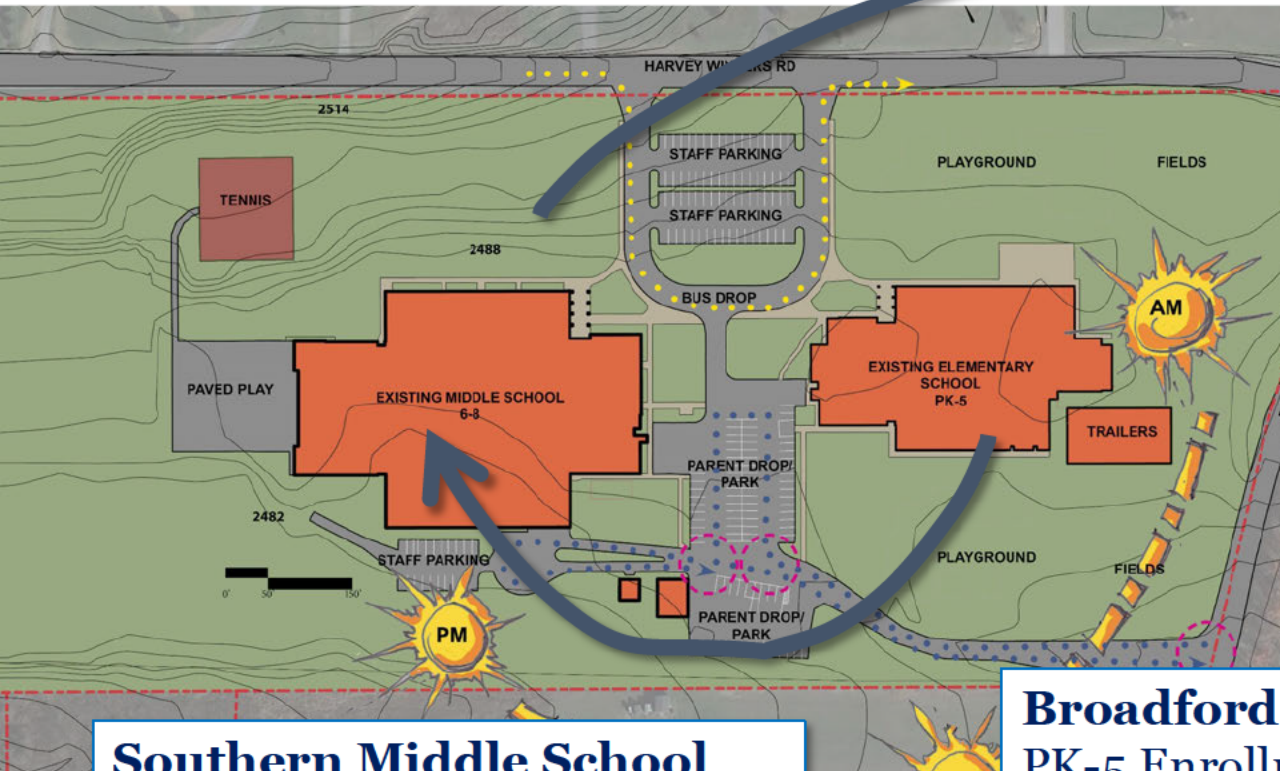 HARVEY RD
2514
STAFF PARKING
PLAYGROUND
FIELDS
TENNIS
STAFF PARKING
2488
BUS DROP
AM
EXISTING ELEMENTARY
SCHOOL
PK-5
PAVED PLAY
EXISTING MIDDLE SCHOOL
6-8
TRAILERS
PARENT DROP/
PARK
2482
STAFF PARKING
PLAYGROUND
FIELDS
0'
50
150'
PM
PARENT DROP/
PARK
Broadford
PK-5
Southern Middle School